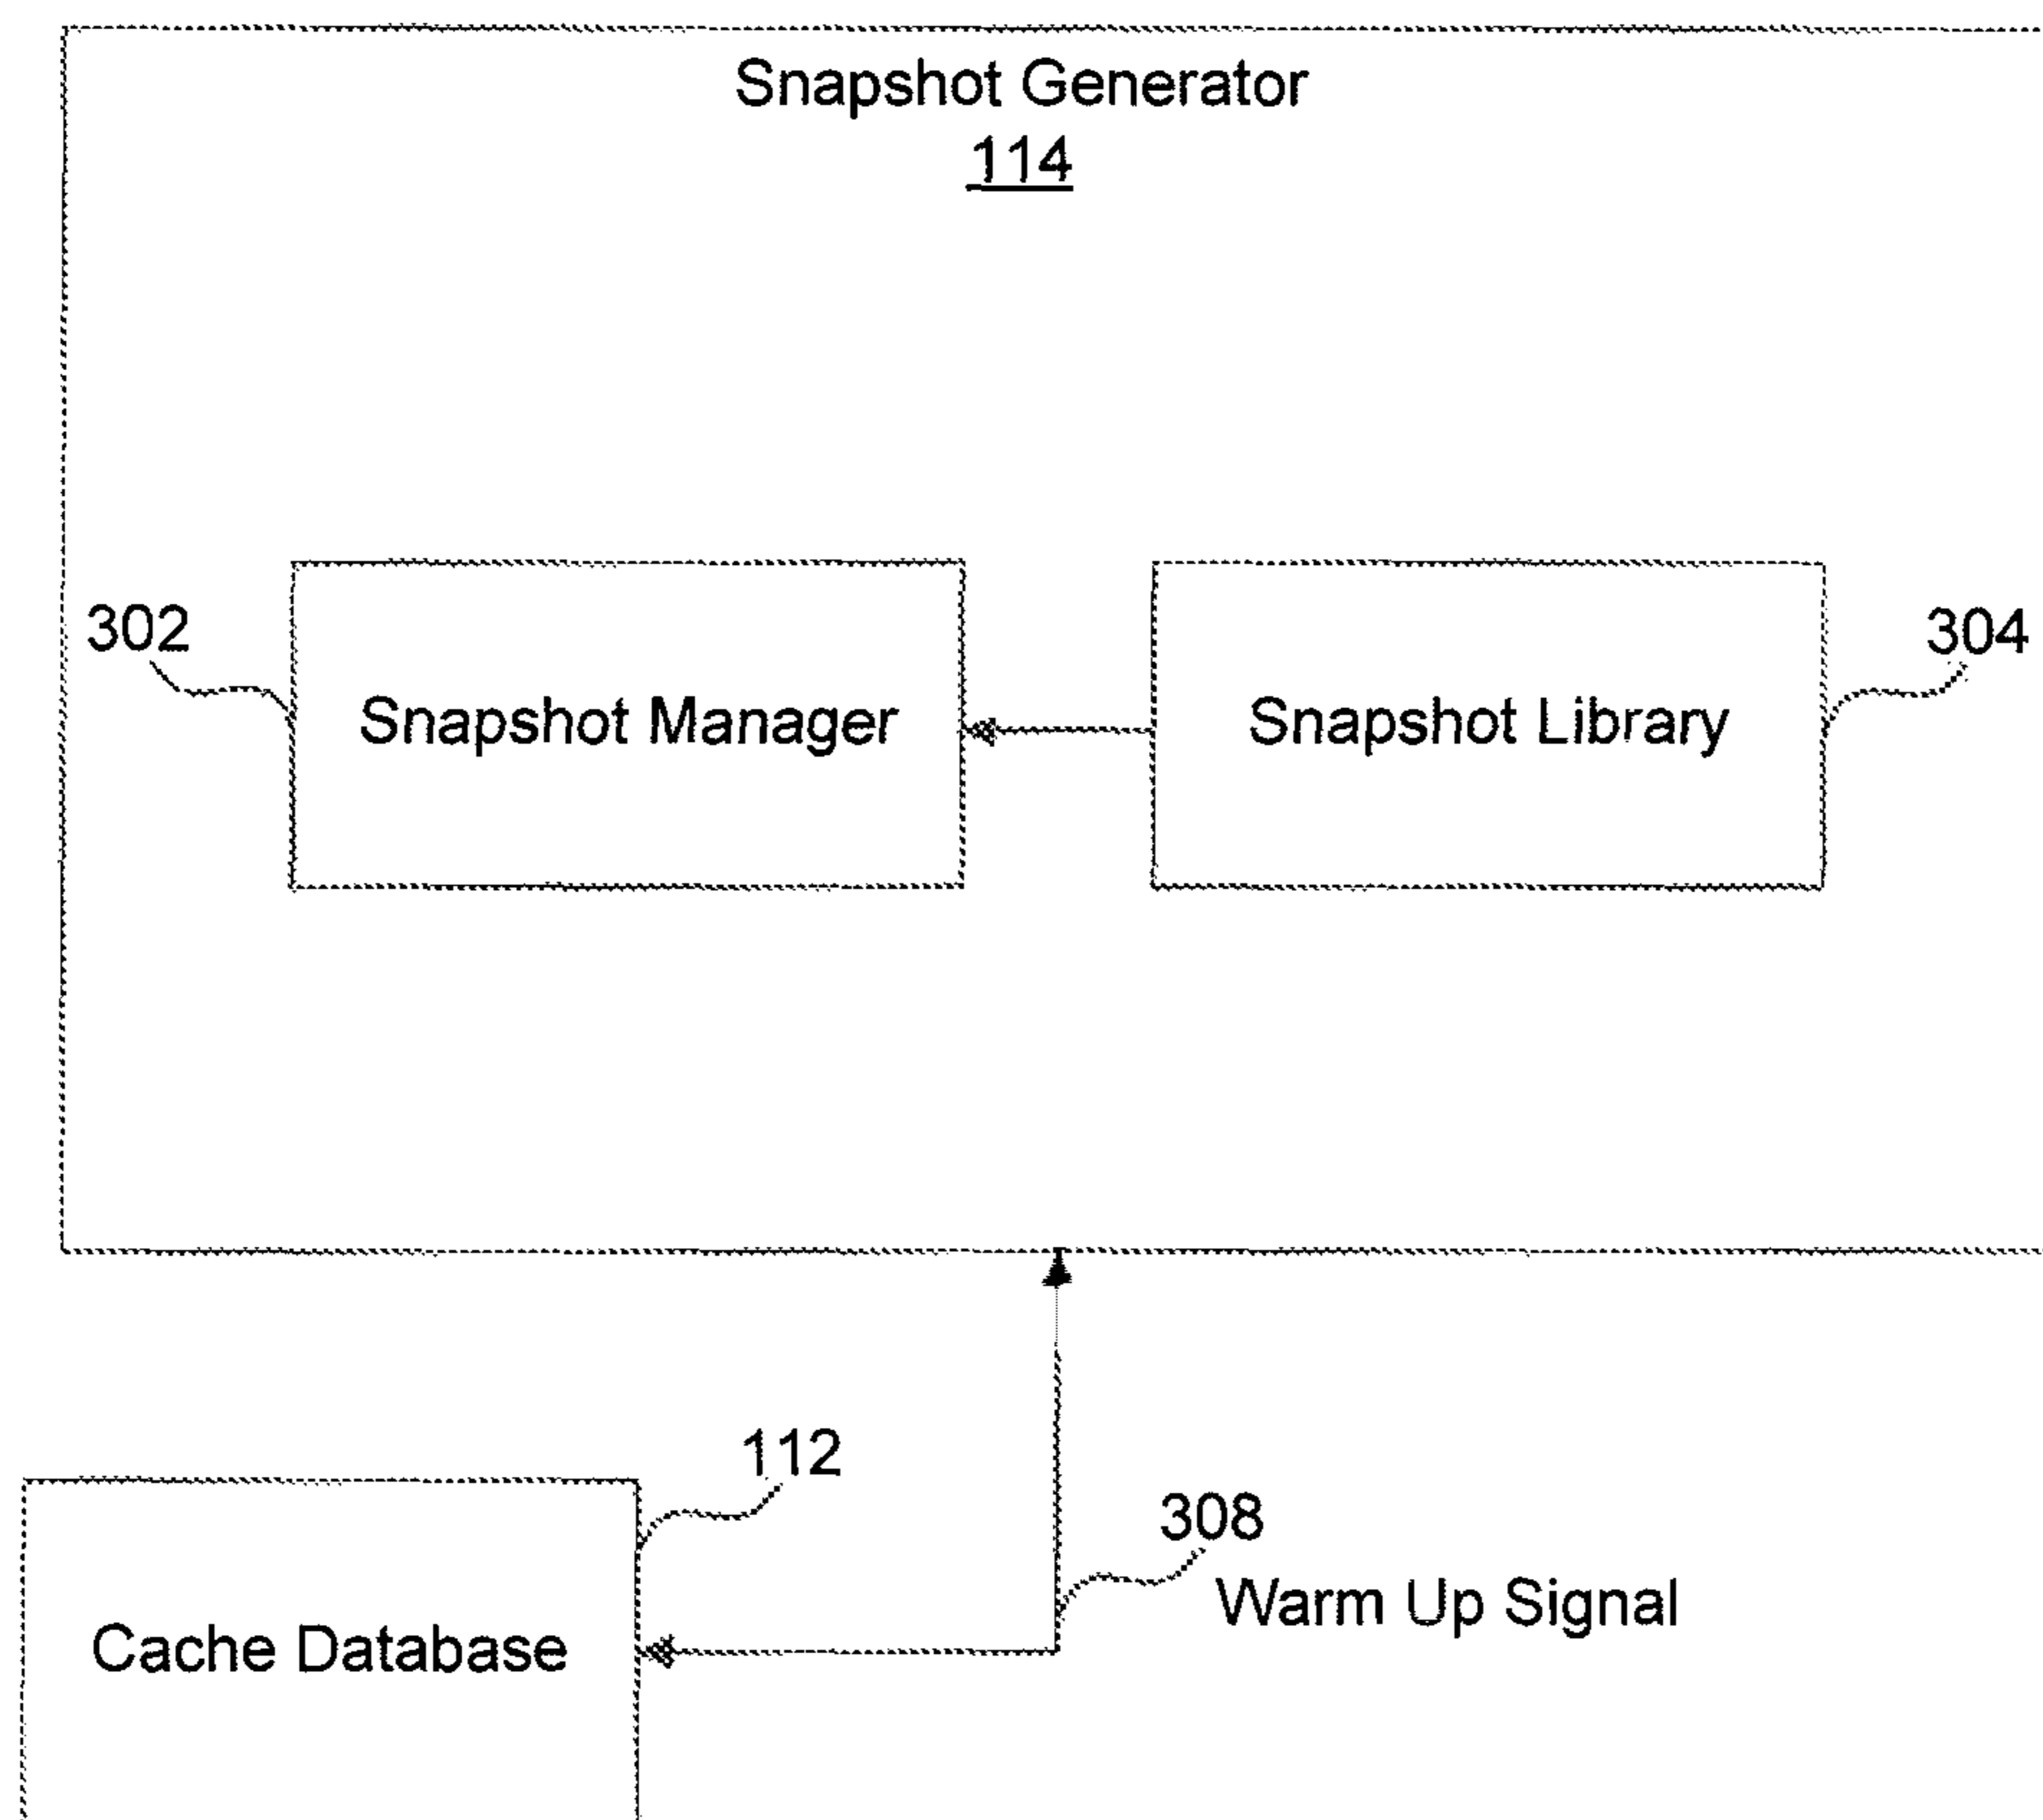 Snapshot Generator
114
302
304
Snapshot Manager
Snapshot Library
112
308
Warm Up Signal
Cache Database